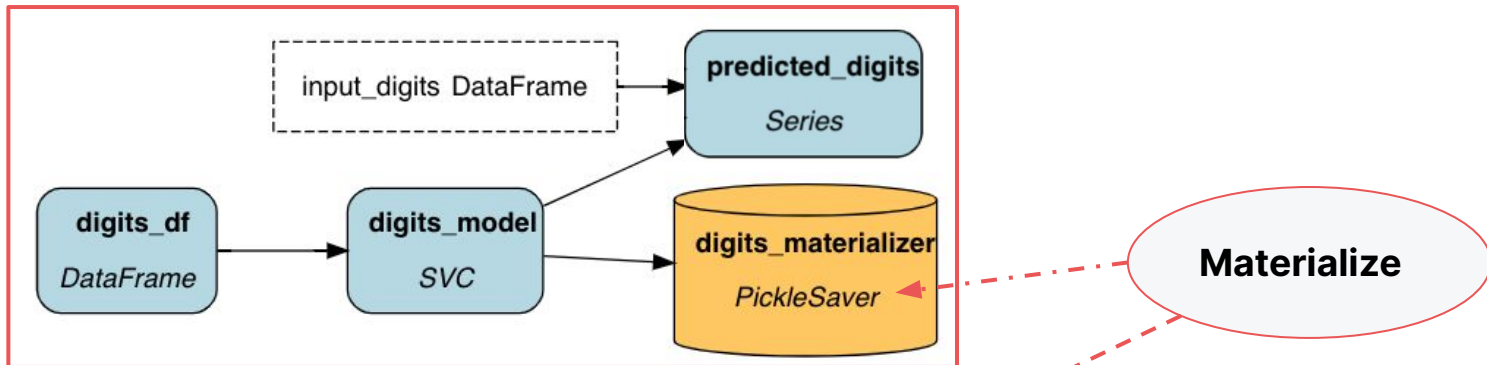 input_digits DataFrame
predicted_digits
Series
digits_df
DataFrame
digits_model
SVC
digits_materializer
PickleSaver
Materialize